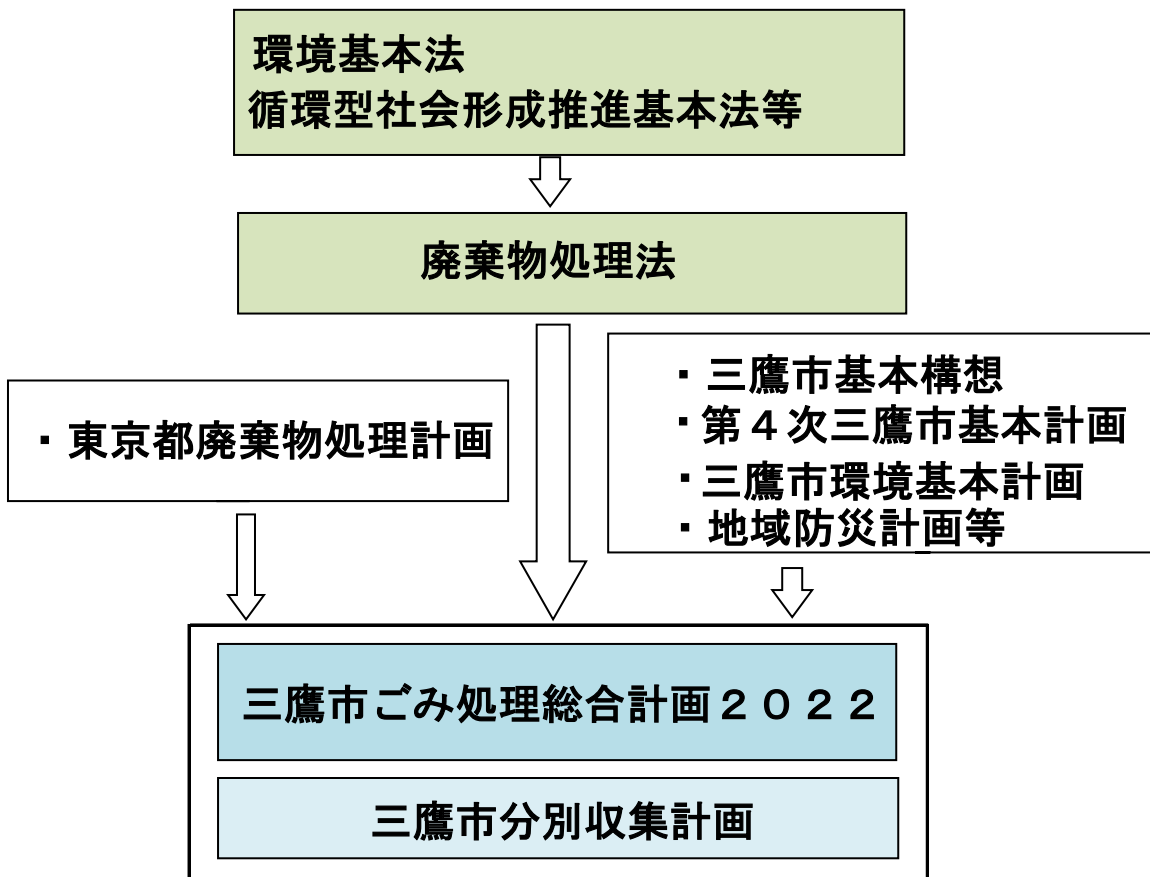 環境基本法
循環型社会形成推進基本法等
廃棄物処理法
・東京都廃棄物処理計画
・三鷹市基本構想
・第４次三鷹市基本計画
・三鷹市環境基本計画
・地域防災計画等
三鷹市ごみ処理総合計画２０２２
三鷹市分別収集計画